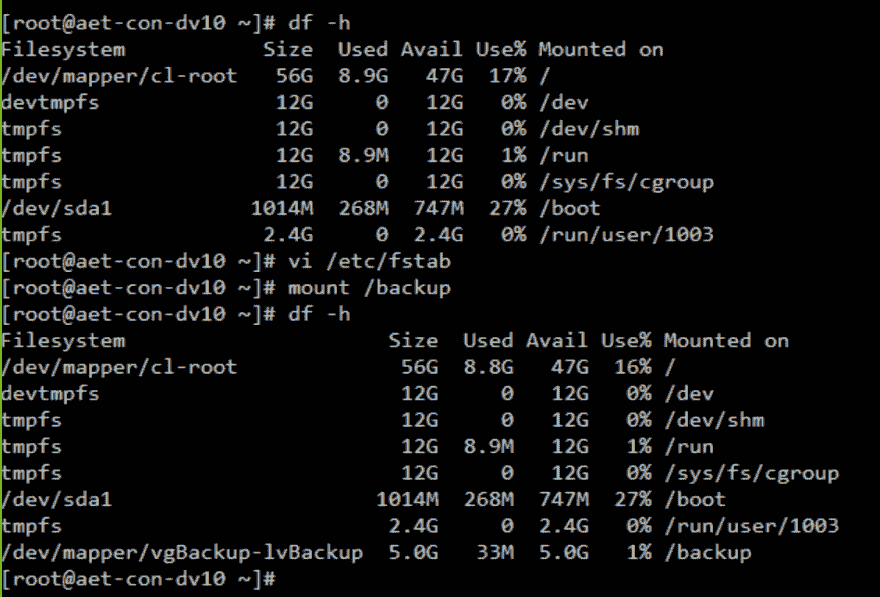 [root@aet-con-dv10 ~]# df -h
Filesystem           Size  Used Avail Use% Mounted on
/dev/mapper/cl-root   56G  8.9G   47G  17% /
devtmpfs              12G     0   12G   0% /dev
tmpfs                 12G     0   12G   0% /dev/shm
tmpfs                 12G  8.9M   12G   1% /run
tmpfs                 12G     0   12G   0% /sys/fs/cgroup
/dev/sda1           1014M  268M  747M  27% /boot
tmpfs                2.4G     0  2.4G   0% /run/user/1003
[root@aet-con-dv10 ~]# vi /etc/fstab
[root@aet-con-dv10 ~]# mount /backup
[root@aet-con-dv10 ~]# df -h
Filesystem                     Size  Used Avail Use% Mounted on
/dev/mapper/cl-root             56G  8.8G   47G  16% /
devtmpfs                        12G     0   12G   0% /dev
tmpfs                           12G     0   12G   0% /dev/shm
tmpfs                           12G  8.9M   12G   1% /run
tmpfs                           12G     0   12G   0% /sys/fs/cgroup
/dev/sda1                     1014M  268M  747M  27% /boot
tmpfs                          2.4G     0  2.4G   0% /run/user/1003
/dev/mapper/vgBackup-lvBackup  5.0G   33M  5.0G   1% /backup
[root@aet-con-dv10 ~]#